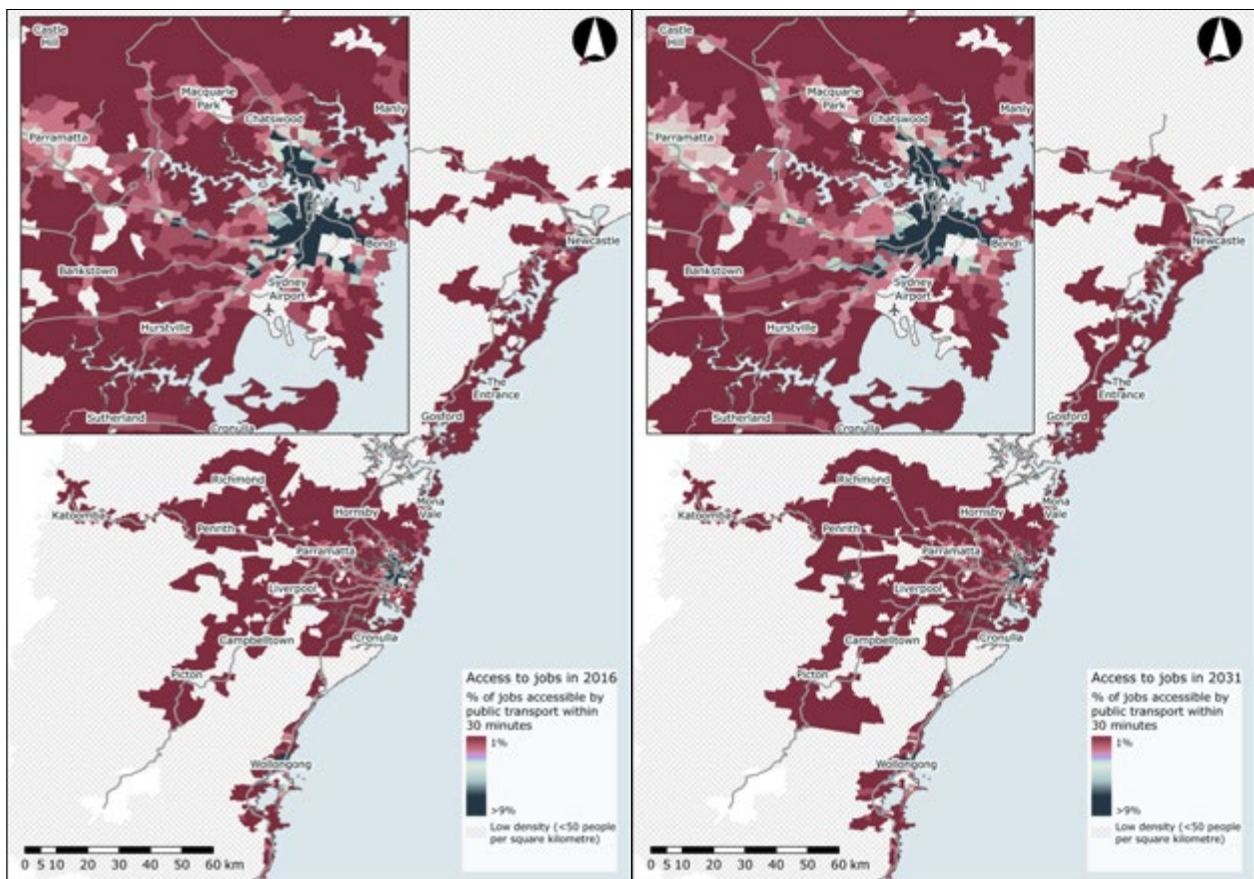 Castle
Hill
Macquarie
Park
Chatswood
Manly
Parramatta
Bankstown
Bondi
Sydney
Airport
Hurstville
Sutherland
Cronulla
Newcastle
The
Entrance
Gosford
Richmond
Mona
Vale
Katoomba
Hornsby
Penrith
Parramatta
Liverpool
Campbelltown
Cronulla
Picton
Wollongong
Access to jobs in 2016
% of jobs accessible by
public transport within
30 minutes
1%
>9%
Low density (<50 people
per square kilometre)
0 5 10 20 30 40 50 60 km
Castle
Hill
Macquarie
Park
Chatswood
Manly
Parramatta
Bankstown
Bondi
Sydney
Airport
Hurstville
Sutherland
Cronulla
Newcastle
The
Entrance
Gosford
Richmond
Mona
Vale
Katoomba
Hornsby
Penrith
Parramatta
Liverpool
Campbelltown
Cronulla
Picton
Wollongong
Access to jobs in 2031
% of jobs accessible by
public transport within
30 minutes
1%
>9%
Low density (<50 people
per square kilometre)
0 5 10 20 30 40 50 60 km